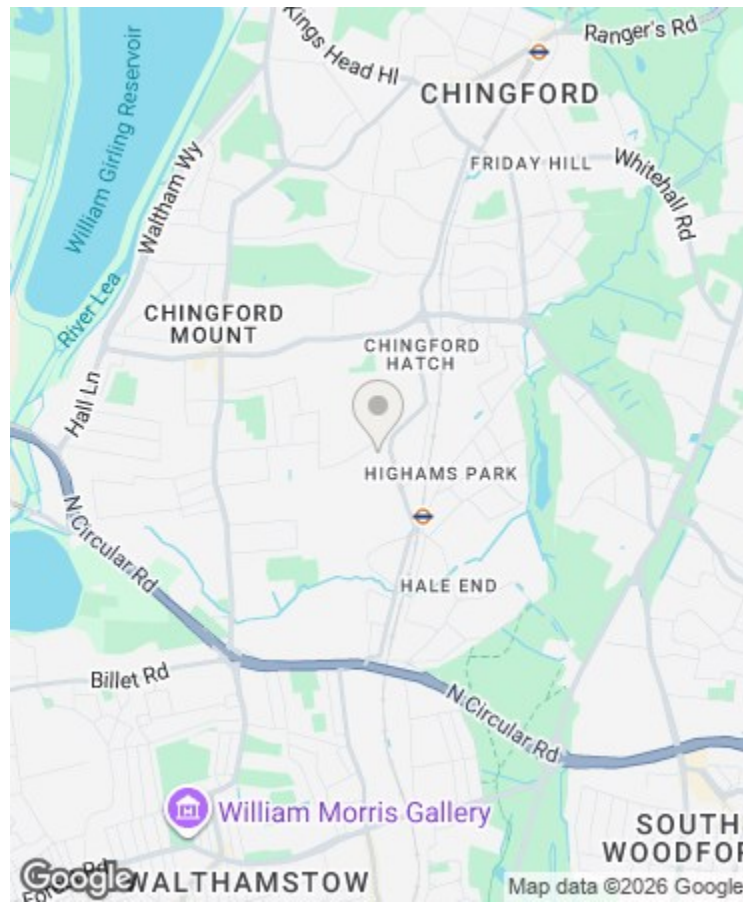 Ranger's Rd
Kings Head Hl
CHINGFORD
William Girling Reservoir
Waltham Wy
FRIDAY HILL
Whitehall Rd
River Lea
CHINGFORD
MOUNT
CHINGFORD
HATCH
Hall Ln
HIGHAMS PARK
N Circular Rd
HALE END
Billet Rd
N Circular Rd
William Morris Gallery
SOUTH
WOODFOR
Rd
WALTHAMSTOW
Google
Map data ©2026 Google